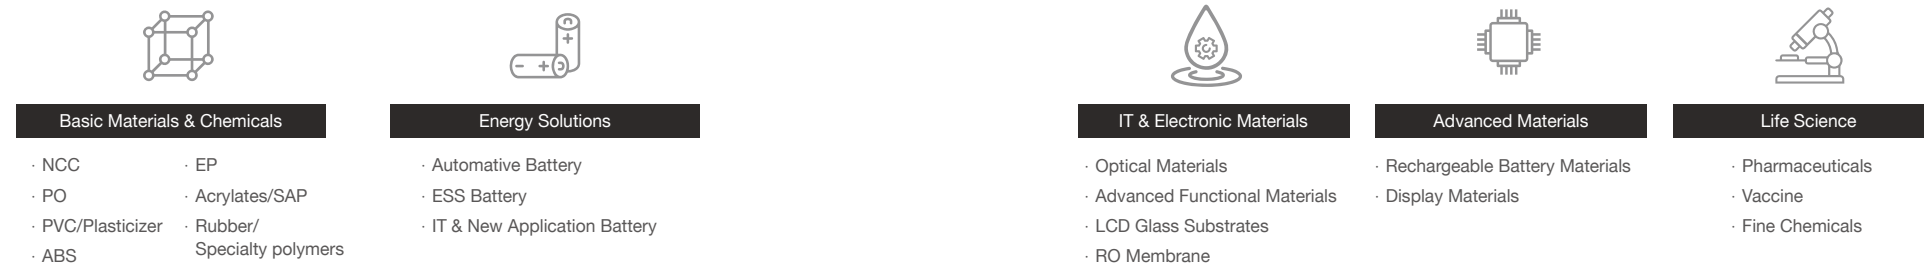 Basic Materials & Chemicals
· NCC
· PO
· PVC/Plasticizer
· ABS
· EP
· Acrylates/SAP
· Rubber/
Specialty polymers
Energy Solutions
· Automative Battery
· ESS Battery
· IT & New Application Battery
IT & Electronic Materials
· Optical Materials
· Advanced Functional Materials
· LCD Glass Substrates
· RO Membrane
Advanced Materials
· Rechargeable Battery Materials
· Display Materials
Life Science
· Pharmaceuticals
· Vaccine
· Fine Chemicals